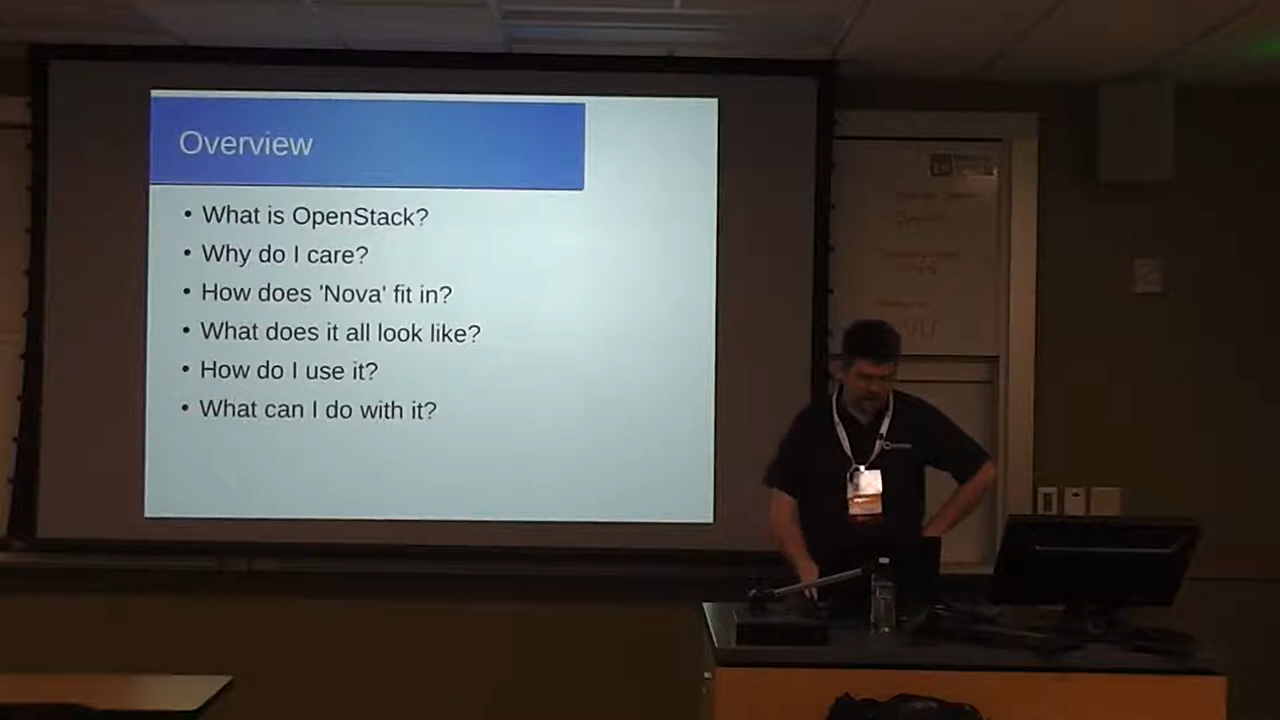 Overview
• What is OpenStack?
• Why do I care?
• How does 'Nova' fit in?
• What does it all look like?
• How do I use it?
• What can I do with it?